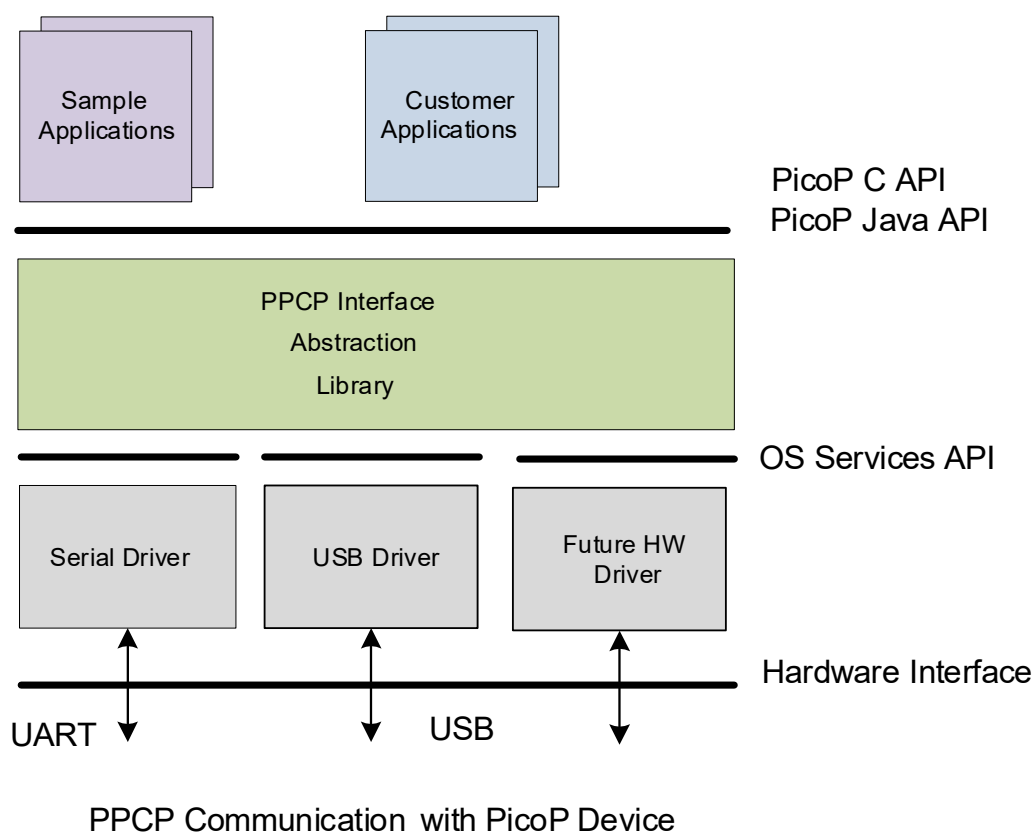 Sample
Applications
Customer
Applications
PicoP C API
PicoP Java API
PPCP Interface
Abstraction
Library
OS Services API
Serial Driver
USB Driver
Future HW
Driver
Hardware Interface
UART
USB
PPCP Communication with PicoP Device